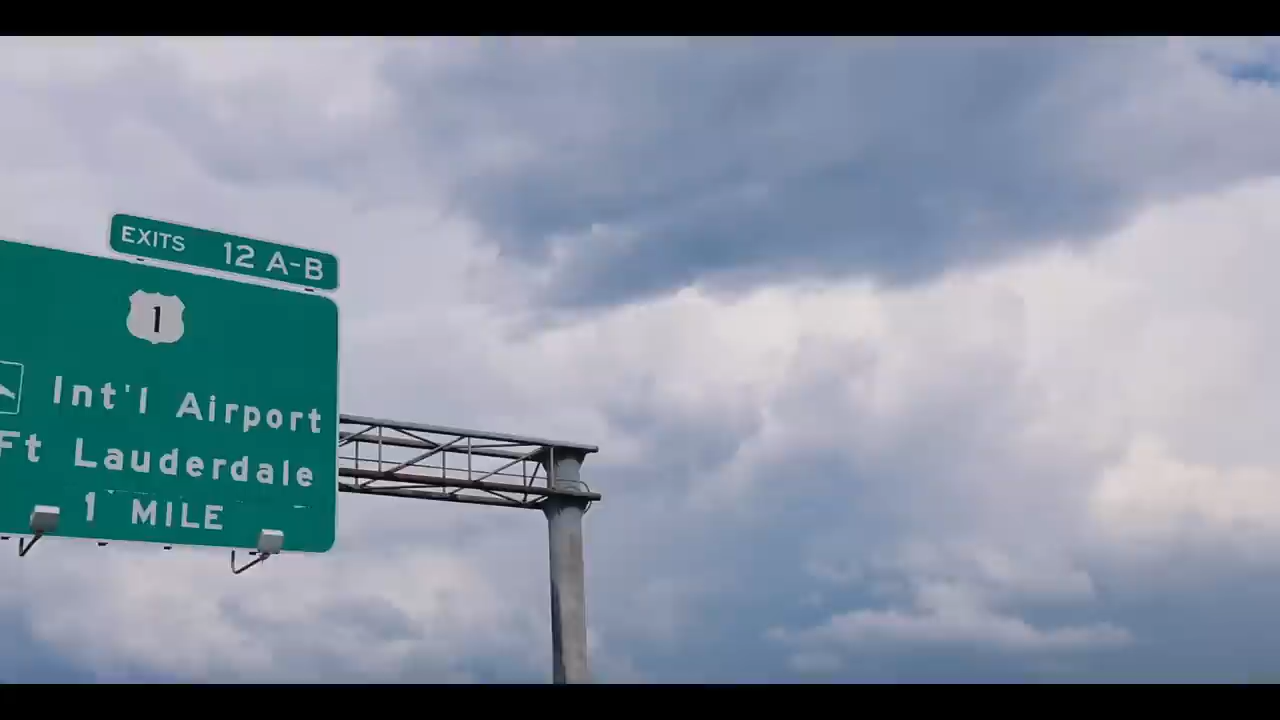 EXITS 12 A-B
1
Int'l Airport
Ft Lauderdale
1 MILE